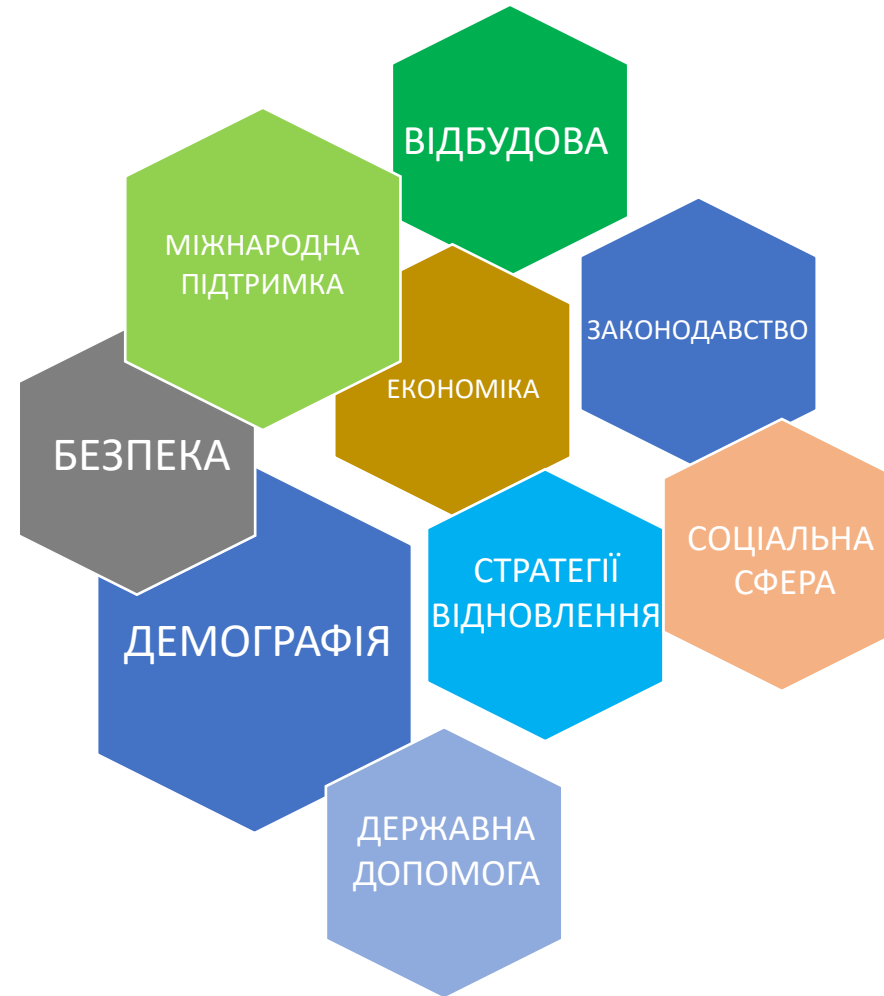 ВІДБУДОВА
МІЖНАРОДНА
ПІДТРИМКА
ЗАКОНОДАВСТВО
ЕКОНОМІКА
БЕЗПЕКА
СОЦІАЛЬНА
СФЕРА
СТРАТЕГІЇ
ВІДНОВЛЕННЯ
ДЕМОГРАФІЯ
ДЕРЖАВНА
ДОПОМОГА